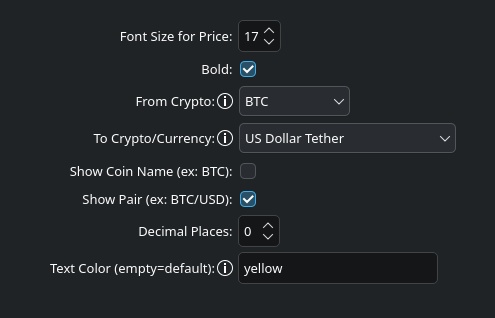 Font Size for Price: 17
Bold:
From Crypto: BTC
To Crypto/Currency: US Dollar Tether
Show Coin Name (ex: BTC):
Show Pair (ex: BTC/USD):
Decimal Places: 0
Text Color (empty=default): yellow